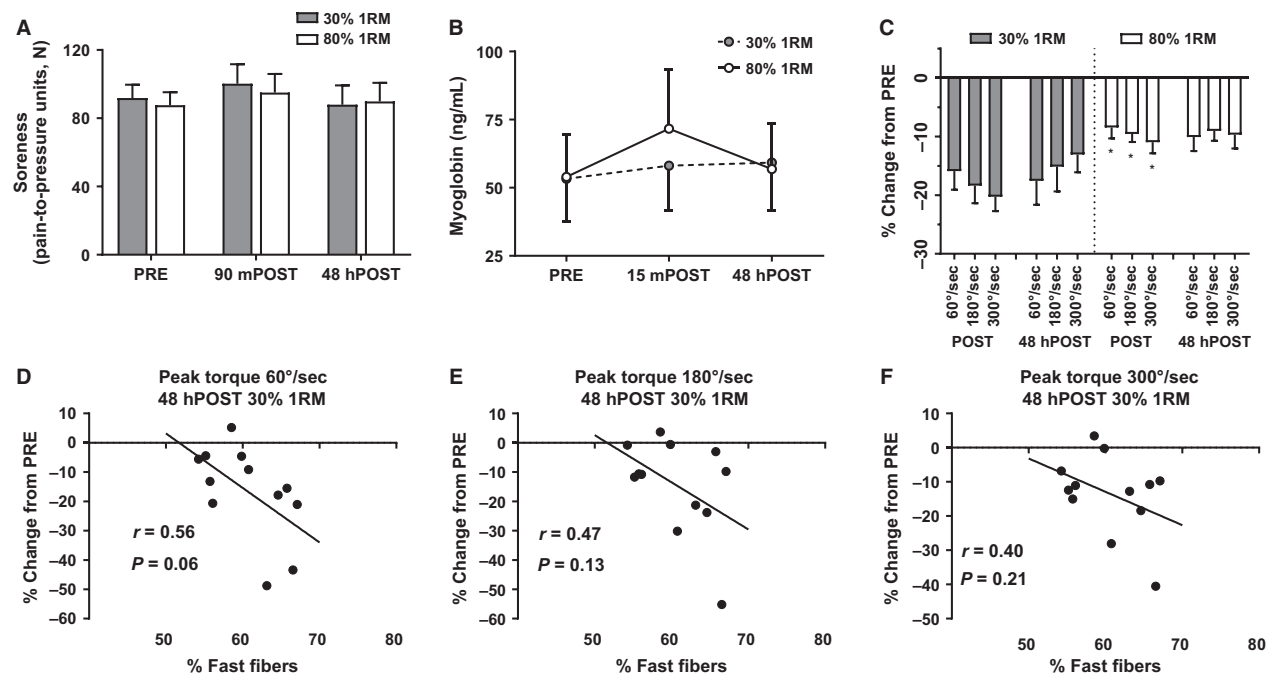 A
30% 1RM
80% 1RM
Soreness
(pain-to-pressure units, N)
120
80
40
0
PRE 90 mPOST 48 hPOST
B
30% 1RM
80% 1RM
Myoglobin (ng/mL)
100
75
50
25
PRE 15 mPOST 48 hPOST
C
30% 1RM 80% 1RM
% Change from PRE
0
–10
–20
–30
* * *
60°/sec 180°/sec 300°/sec 60°/sec 180°/sec 300°/sec 60°/sec 180°/sec 300°/sec 60°/sec 180°/sec 300°/sec
POST 48 hPOST POST 48 hPOST
D
Peak torque 60°/sec
48 hPOST 30% 1RM
% Change from PRE
10
0
–10
–20
–30
–40
–50
–60
r = 0.56
P = 0.06
50 60 70 80
% Fast fibers
E
Peak torque 180°/sec
48 hPOST 30% 1RM
% Change from PRE
10
0
–10
–20
–30
–40
–50
–60
r = 0.47
P = 0.13
50 60 70 80
% Fast fibers
F
Peak torque 300°/sec
48 hPOST 30% 1RM
% Change from PRE
10
0
–10
–20
–30
–40
–50
r = 0.40
P = 0.21
50 60 70 80
% Fast fibers